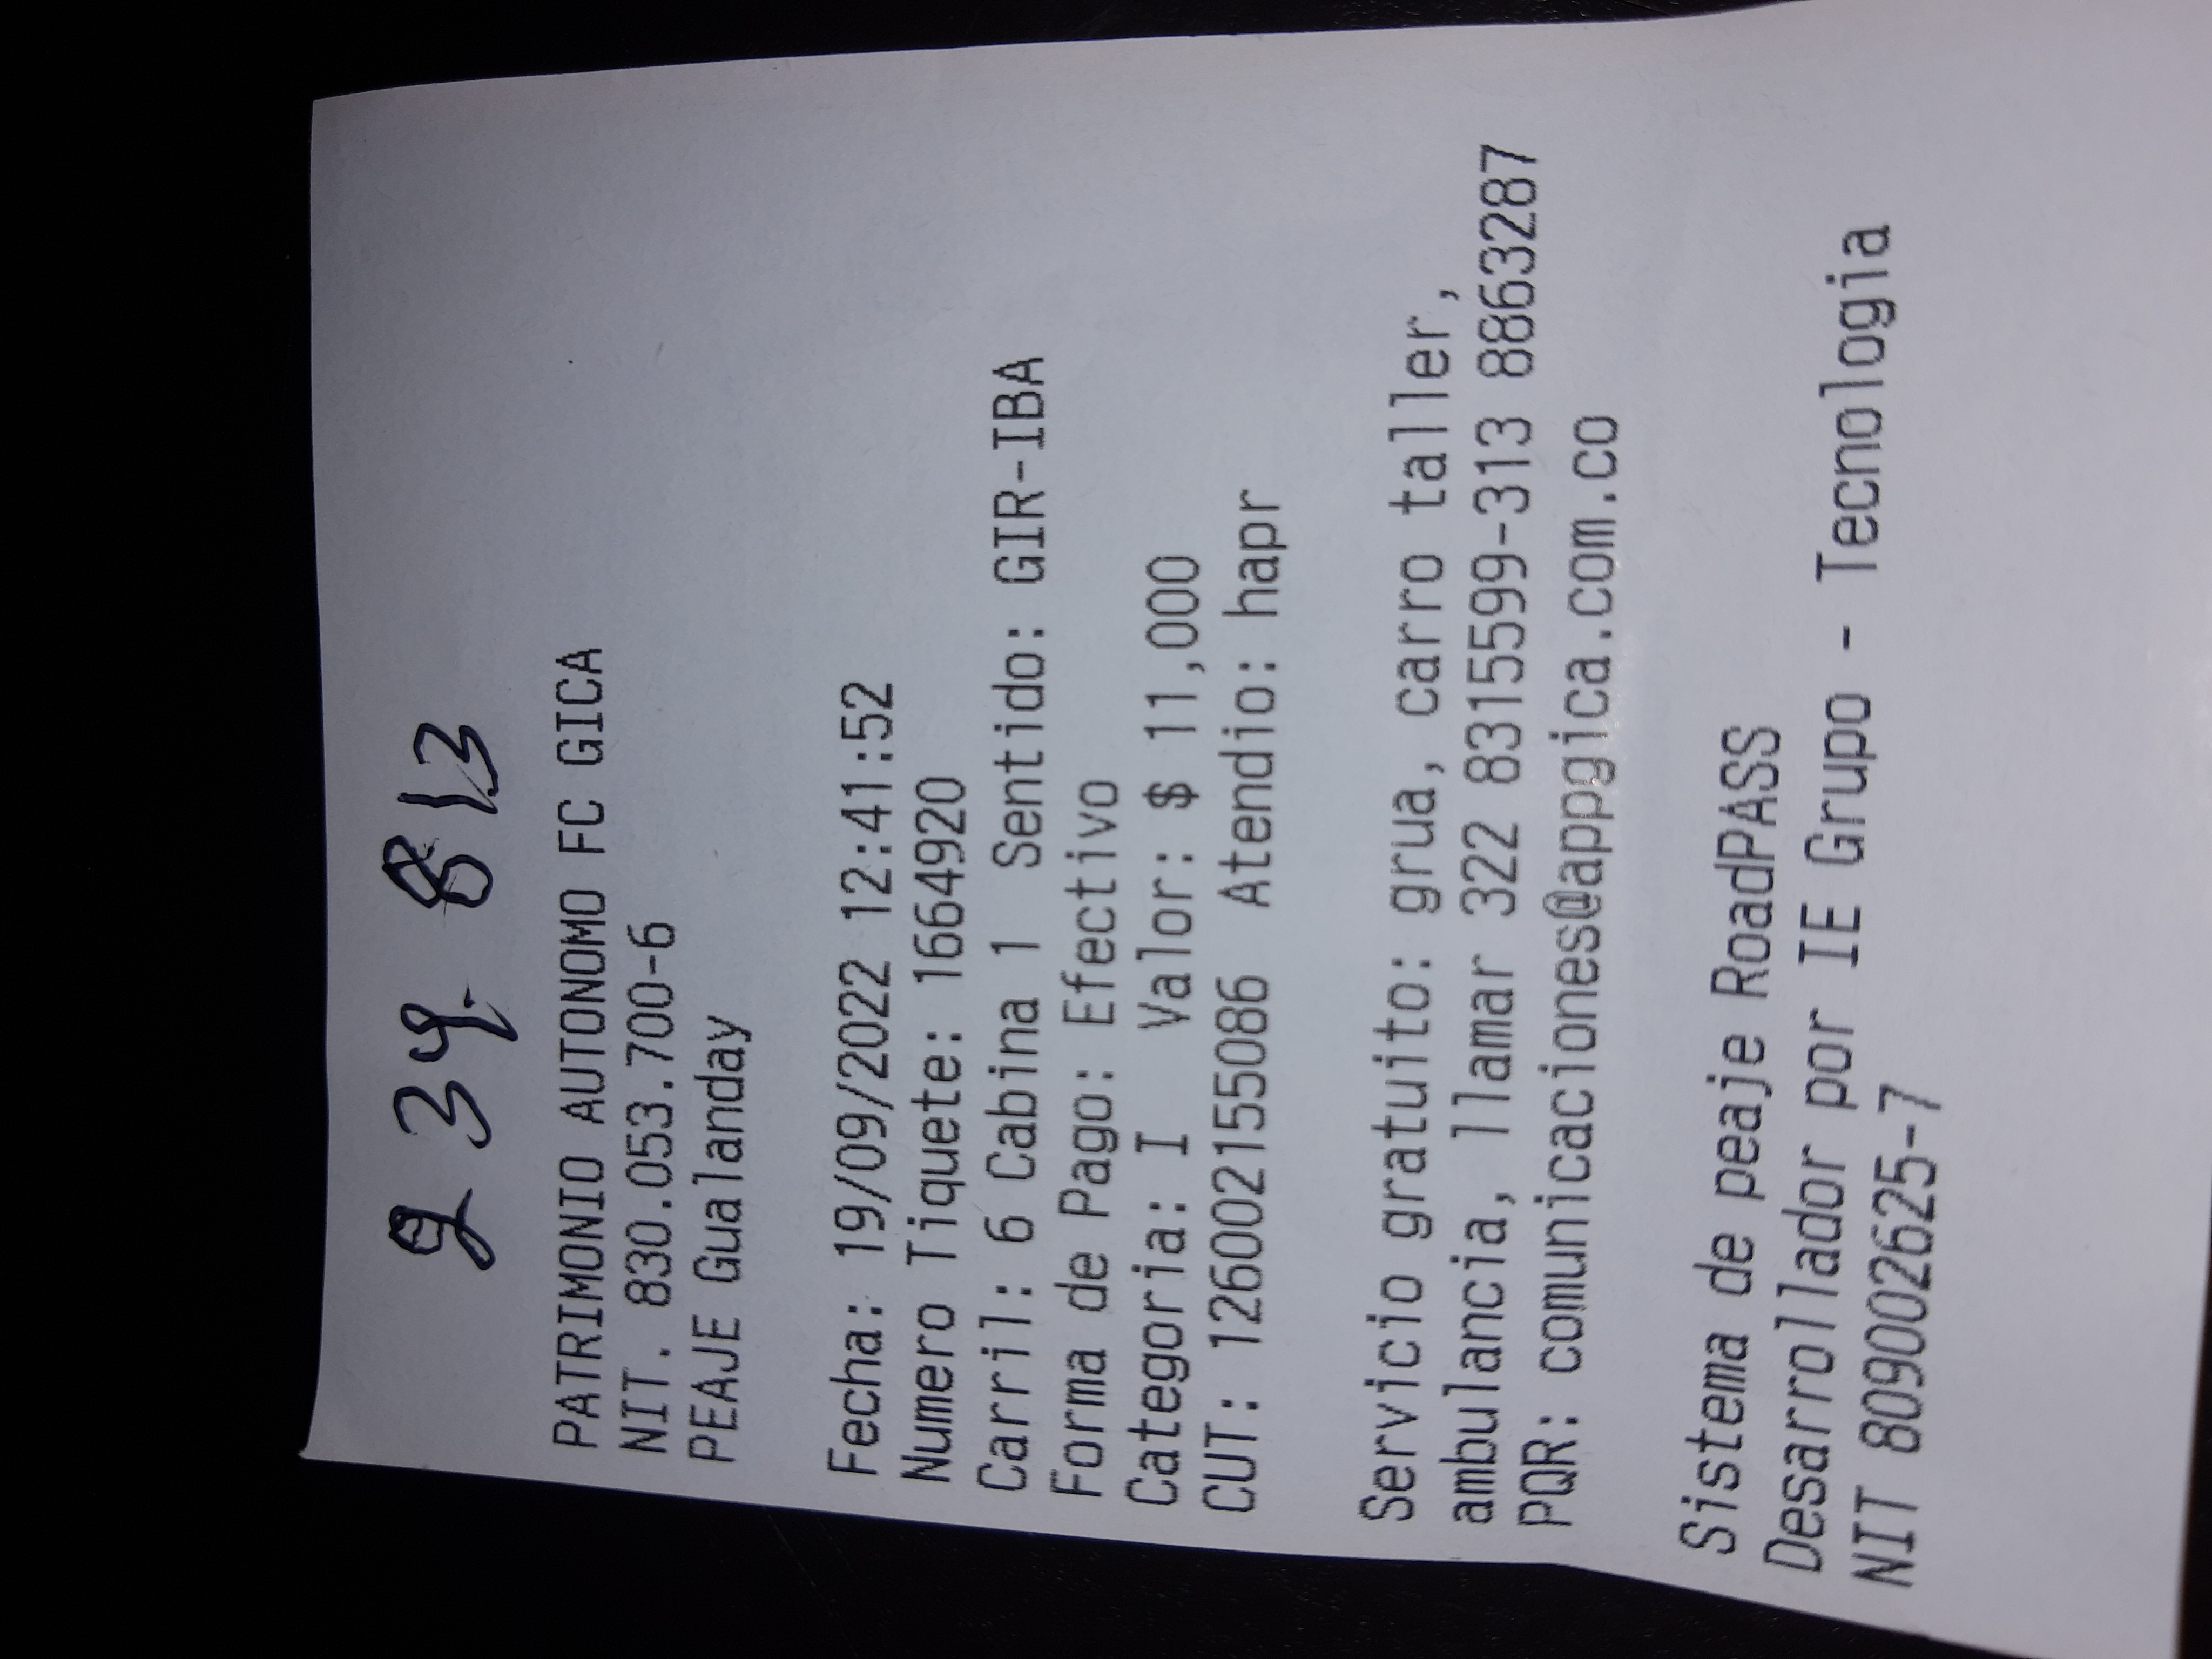 234 813
PATRIMONIO AUTONOMO FC GICA
NIT. 830.053.700-6
PEAJE Gualanday
Fecha: 19/09/2022 12:41:52
Numero Tiquete: 1664920
Carril: 6 Cabina 1 Sentido: GIR-IBA
Forma de Pago: Efectivo
Categoria: I Valor: $ 11,000
CUT: 1260021550​86 Atendio: hapr
Servicio gratuito: grua, carro taller,
ambulancia, llamar 322 8315599-313 8863287
PQR: comunicaciones@appgica.com.co
Sistema de peaje RoadPASS
Desarrollador por IE Grupo - Tecnologia
NIT 809002625-7